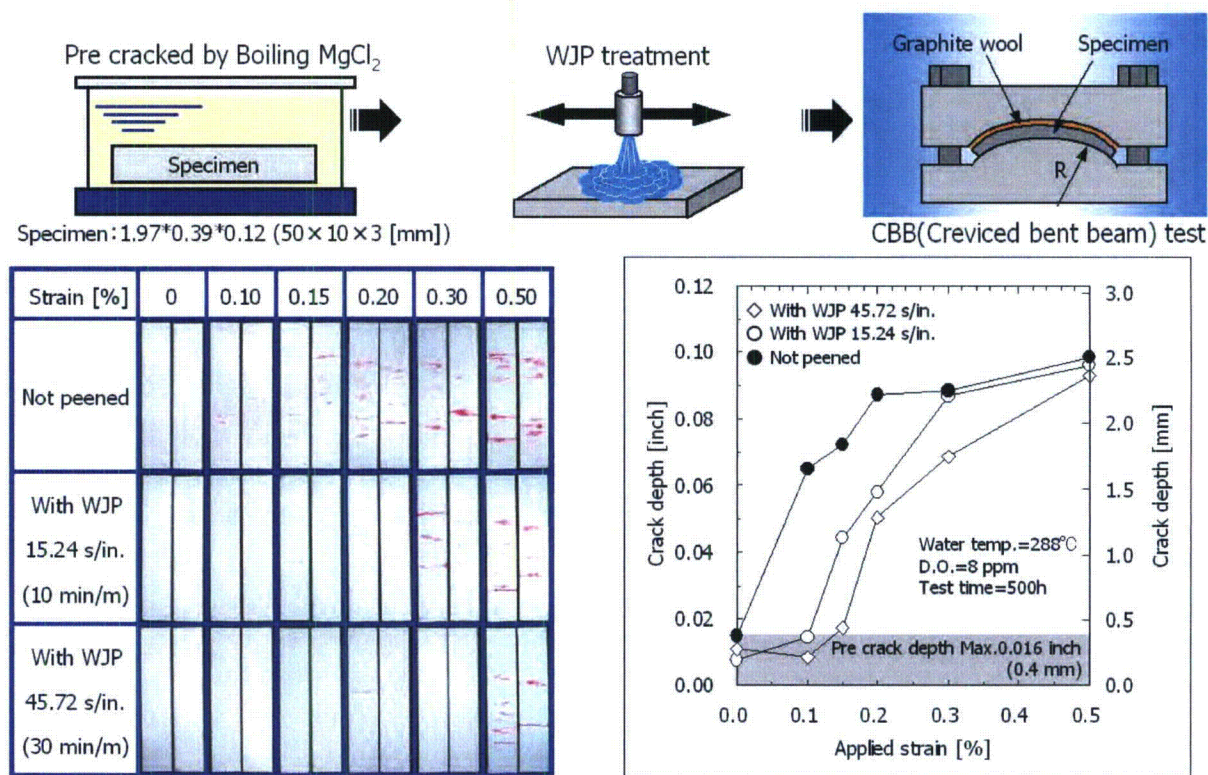 Pre cracked by Boiling MgCl₂
Specimen
Specimen:1.97*0.39*0.12 (50×10×3 [mm])
WJP treatment
Graphite wool
Specimen
R
CBB(Creviced bent beam) test
Strain [%] 0 0.10 0.15 0.20 0.30 0.50
Not peened
With WJP
15.24 s/in.
(10 min/m)
With WJP
45.72 s/in.
(30 min/m)
With WJP 45.72 s/in.
With WJP 15.24 s/in.
Not peened
Crack depth [inch]
0.12
0.10
0.08
0.06
0.04
0.02
0.00
Crack depth [mm]
3.0
2.5
2.0
1.5
1.0
0.5
0.0
Water temp.=288℃
D.O.=8 ppm
Test time=500h
Pre crack depth Max.0.016 inch
(0.4 mm)
0.0 0.1 0.2 0.3 0.4 0.5
Applied strain [%]